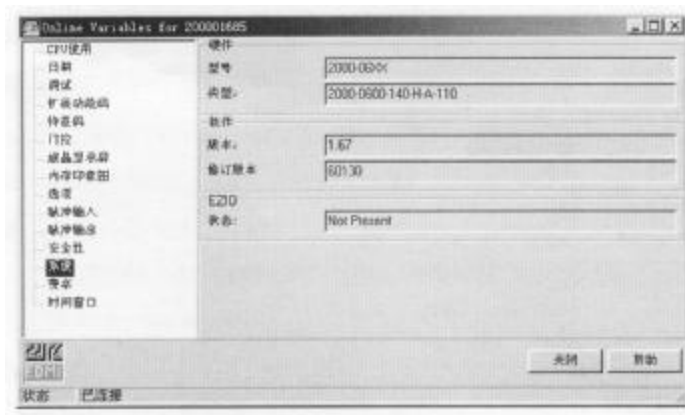 Online Variables for 200001685
CPU使用
日期
调试
扩展功能码
特征码
门控
液晶显示屏
内存印象图
选项
脉冲输入
脉冲输出
安全性
系统
费率
时间窗口
硬件
型号 2000-06XX
类型: 2000-0600-140-H-A-110
软件
版本: 1.67
修订版本 60130
EZIO
状态: Not Present
EDMI
关闭 帮助
状态 已连接